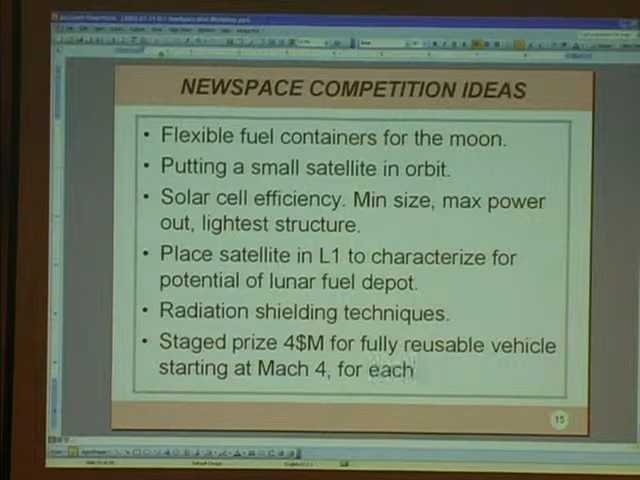 NEWSPACE COMPETITION IDEAS
• Flexible fuel containers for the moon.
• Putting a small satellite in orbit.
• Solar cell efficiency. Min size, max power
out, lightest structure.
• Place satellite in L1 to characterize for
potential of lunar fuel depot.
• Radiation shielding techniques.
• Staged prize 4$M for fully reusable vehicle
starting at Mach 4, for each
15